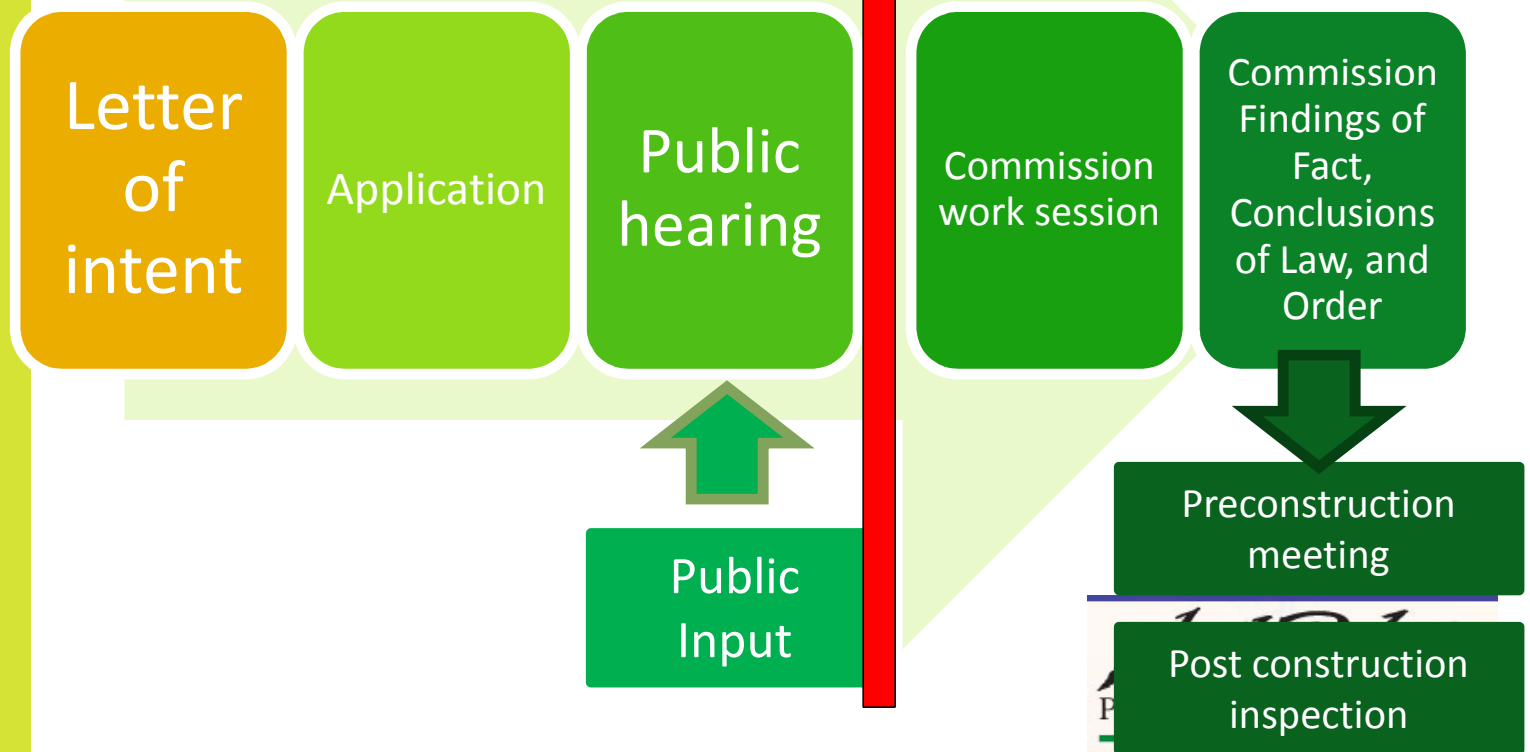 Letter
of
intent
Application
Public
hearing
Commission
work session
Commission
Findings of
Fact,
Conclusions
of Law, and
Order
Public
Input
Preconstruction
meeting
Post construction
inspection